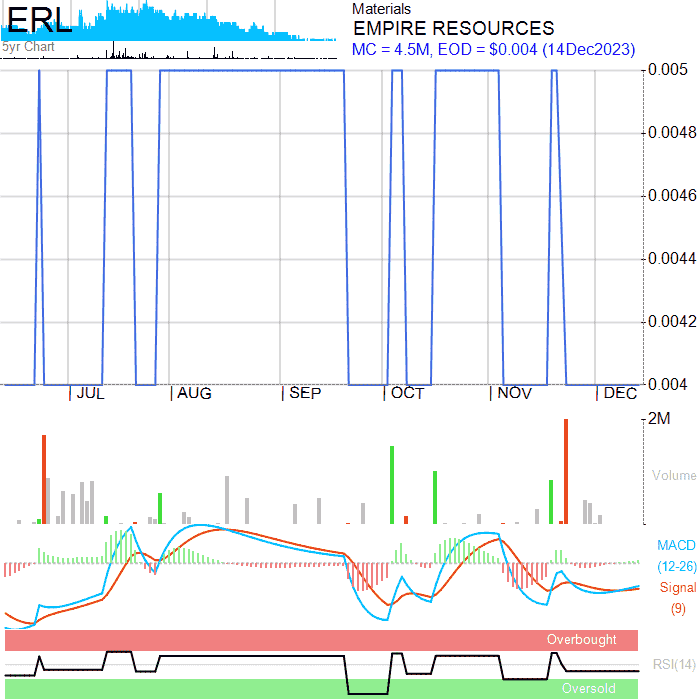 ERL
5yr Chart
Materials
EMPIRE RESOURCES
MC = 4.5M, EOD = $0.004 (14Dec2023)
0.005
0.0048
0.0046
0.0044
0.0042
0.004
JUL AUG SEP OCT NOV DEC
2M
Volume
MACD
(12-26)
Signal
(9)
Overbought
RSI(14)
Oversold